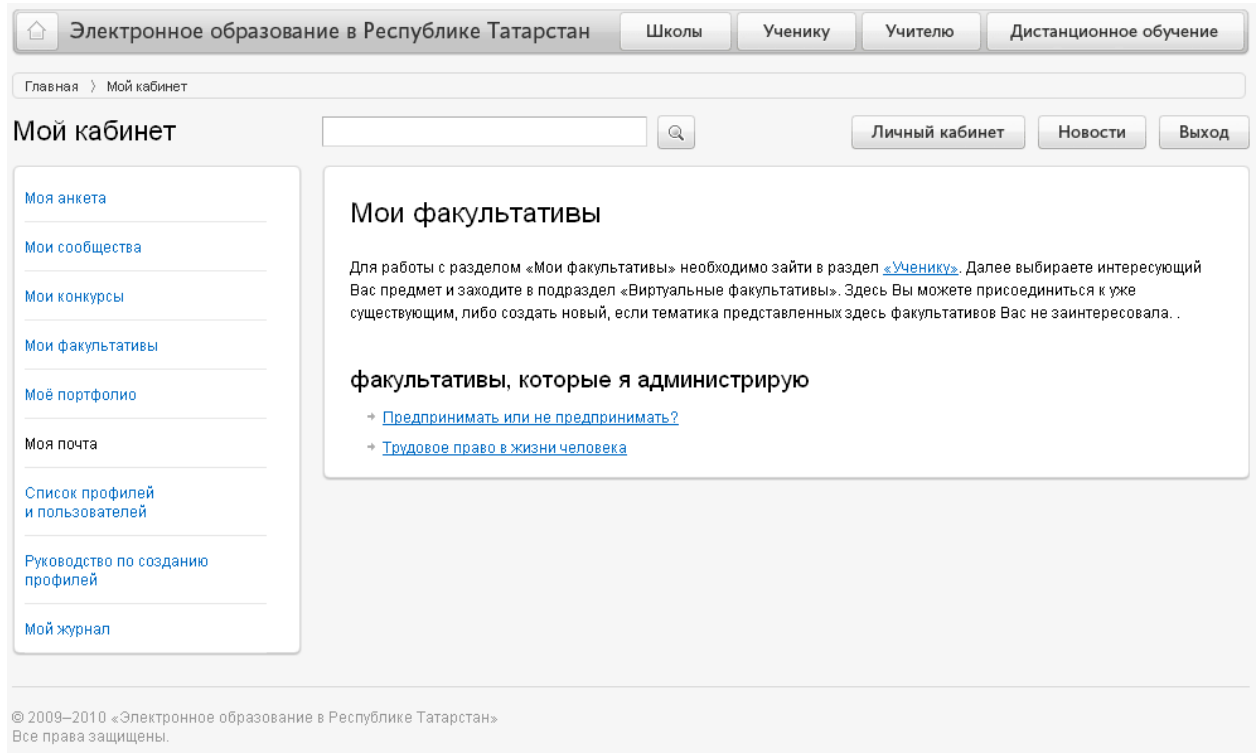 Электронное образование в Республике Татарстан
Школы
Ученику
Учителю
Дистанционное обучение
Главная 〉 Мой кабинет
Мой кабинет
Личный кабинет
Новости
Выход
Моя анкета
Мои сообщества
Мои конкурсы
Мои факультативы
Моё портфолио
Моя почта
Список профилей
и пользователей
Руководство по созданию
профилей
Мой журнал
Мои факультативы
Для работы с разделом «Мои факультативы» необходимо зайти в раздел «Ученику». Далее выбираете интересующий
Вас предмет и заходите в подраздел «Виртуальные факультативы». Здесь Вы можете присоединиться к уже
существующим, либо создать новый, если тематика представленных здесь факультативов Вас не заинтересовала. .
факультативы, которые я администрирую
Предпринимать или не предпринимать?
Трудовое право в жизни человека
© 2009–2010 «Электронное образование в Республике Татарстан»
Все права защищены.